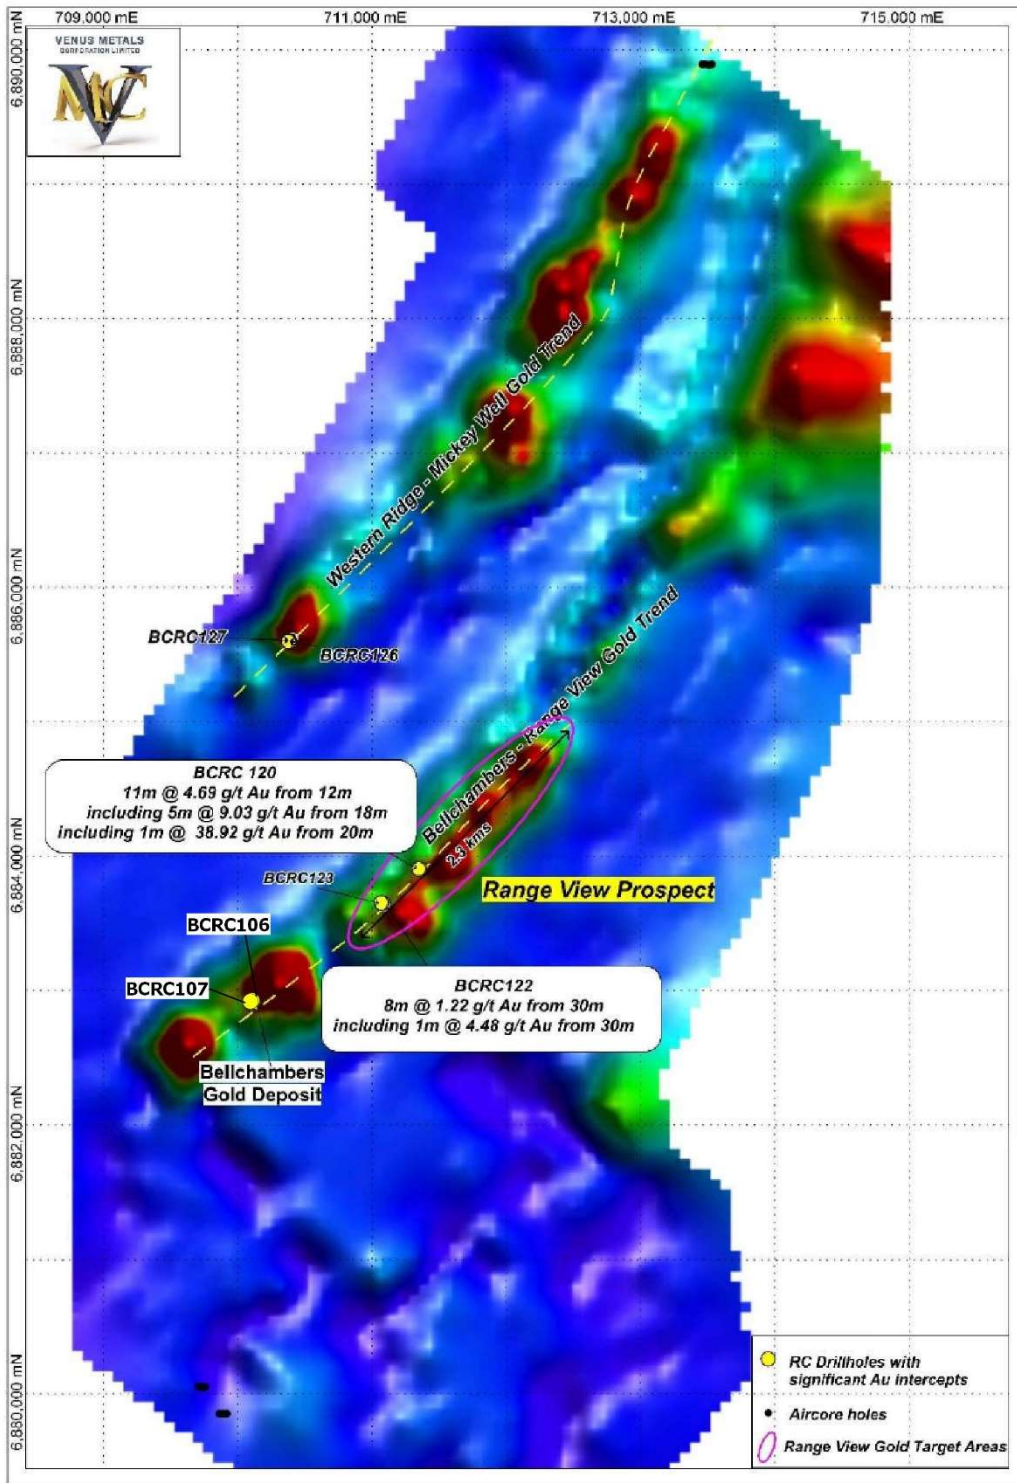 709,000 mE
711,000 mE
713,000 mE
715,000 mE
6,890,000 mN
6,888,000 mN
6,886,000 mN
6,884,000 mN
6,882,000 mN
6,880,000 mN
VENUS METALS
CORPORATION LIMITED
VMC
Western Ridge - Mickey Well Gold Trend
BCRC127
BCRC126
Bellchambers - Range View Gold Trend
BCRC 120
11m @ 4.69 g/t Au from 12m
including 5m @ 9.03 g/t Au from 18m
including 1m @ 38.92 g/t Au from 20m
2.3 kms
BCRC123
Range View Prospect
BCRC106
BCRC107
BCRC122
8m @ 1.22 g/t Au from 30m
including 1m @ 4.48 g/t Au from 30m
Bellchambers
Gold Deposit
RC Drillholes with
significant Au intercepts
Aircore holes
Range View Gold Target Areas